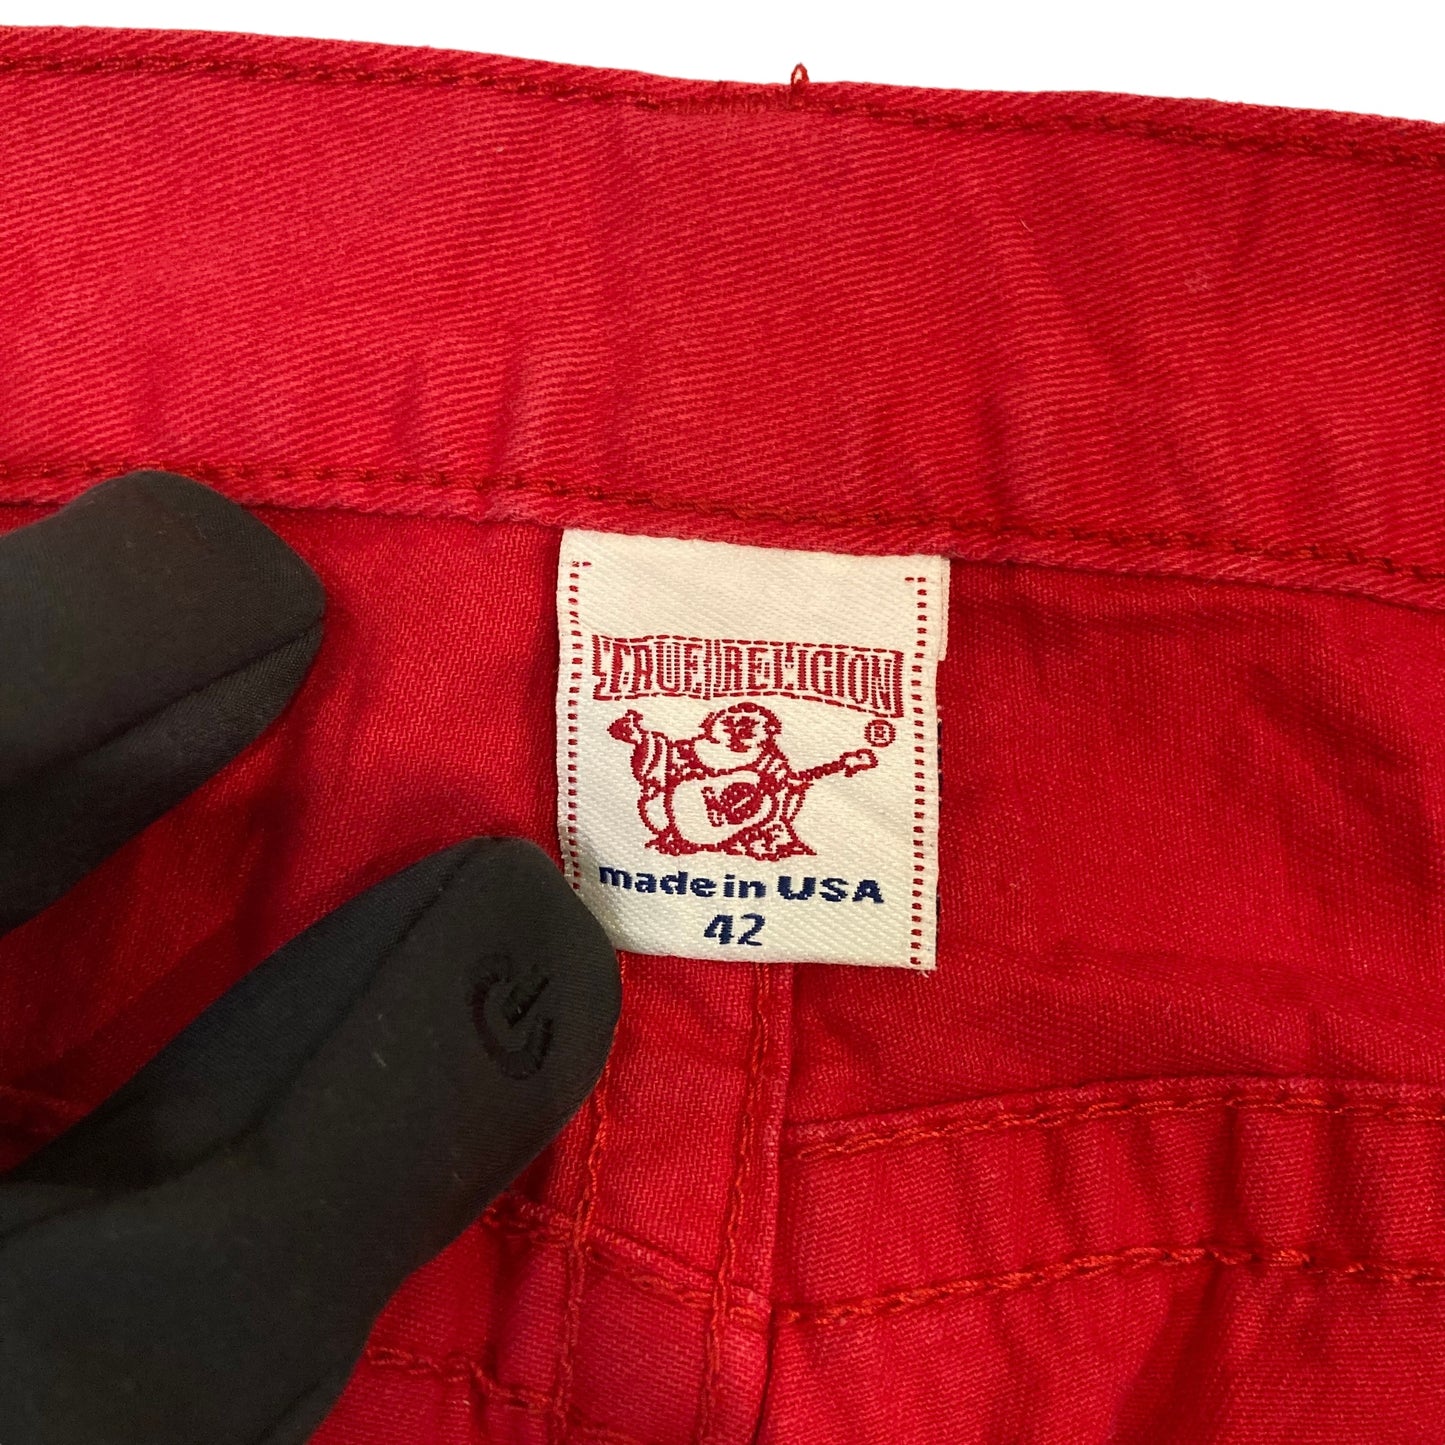 TRUE RELIGION
®
made in USA
42